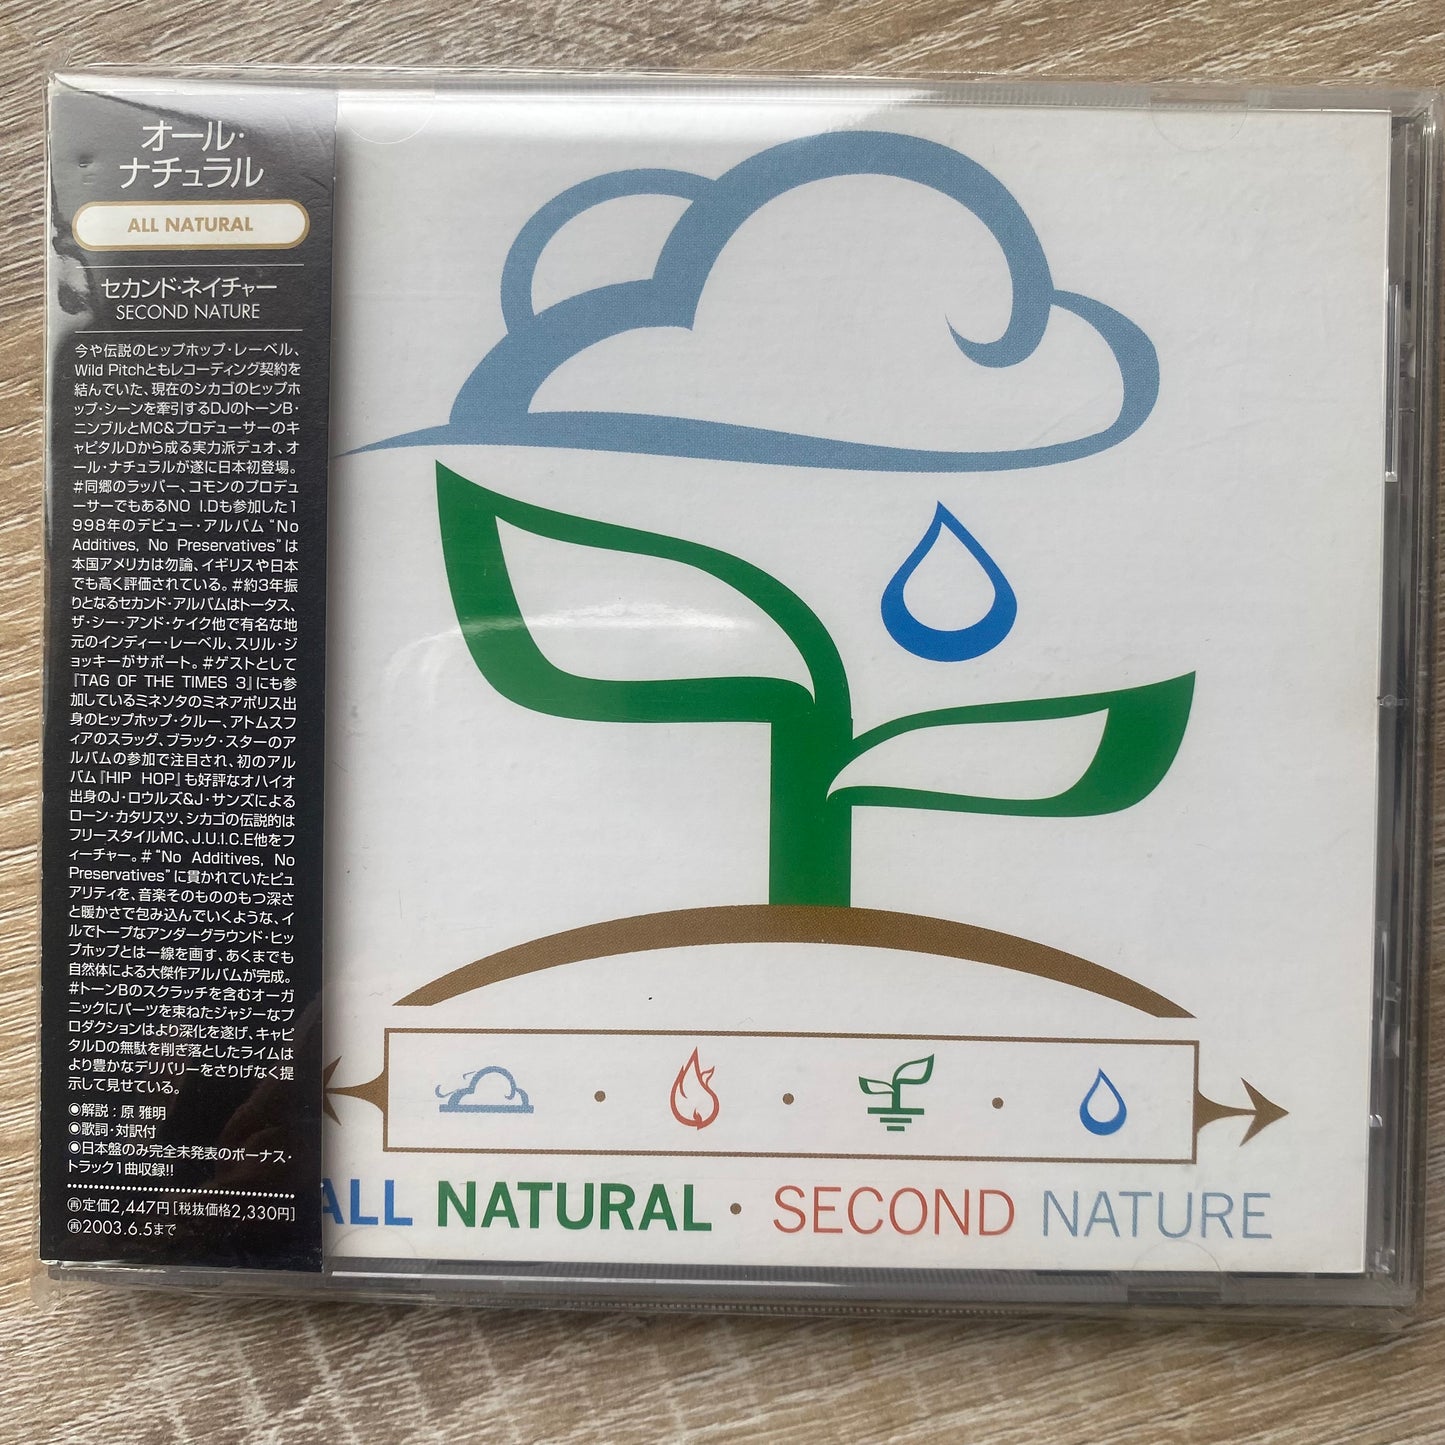 オール・
ナチュラル
ALL NATURAL
セカンド・ネイチャー
SECOND NATURE
今や伝説のヒップホップ・レーベル、
Wild Pitchともレコーディング契約を
結んでいた、現在のシカゴのヒップホ
ップ・シーンを牽引するDJのトーンB・
ニンブルとMC&プロデューサーのキ
ャピタルDから成る実力派デュオ、オ
ール・ナチュラルが遂に日本初登場。
#同郷のラッパー、コモンのプロデュ
ーサーでもあるNO I.Dも参加した1
998年のデビュー・アルバム“No
Additives, No Preservatives”は
本国アメリカは勿論、イギリスや日本
でも高く評価されている。#約3年振
りとなるセカンド・アルバムはトータス、
ザ・シー・アンド・ケイク他で有名な地
元のインディー・レーベル、スリル・ジ
ョッキーがサポート。#ゲストとして
『TAG OF THE TIMES 3』にも参
加しているミネソタのミネアポリス出
身のヒップホップ・クルー、アトムスフ
ィアのスラッグ、ブラック・スターのア
ルバムの参加で注目され、初のアル
バム『HIP HOP』も好評なオハイオ
出身のJ・ロウルズ&J・サンズによる
ローン・カタリスツ、シカゴの伝説的は
フリースタイルMC、J.U.I.C.E他をフ
ィーチャー。#“No Additives, No
Preservatives”に貫かれていたピュ
アリティを、音楽そのもののもつ深さ
と暖かさで包み込んでいくような、イ
ルでトープなアンダーグラウンド・ヒッ
プホップとは一線を画す、あくまでも
自然体による大傑作アルバムが完成。
#トーンBのスクラッチを含むオーガ
ニックにパーツを束ねたジャジーなプ
ロダクションはより深化を遂げ、キャピ
タルDの無駄を削ぎ落としたライムは
より豊かなデリバリーをさりげなく提
示して見せている。
◉解説：原 雅明
◉歌詞・対訳付
◉日本盤のみ完全未発表のボーナス・
トラック1曲収録!!
㊢定価2,447円[税抜価格2,330円]
㊢2003.6.5まで
ALL NATURAL・SECOND NATURE